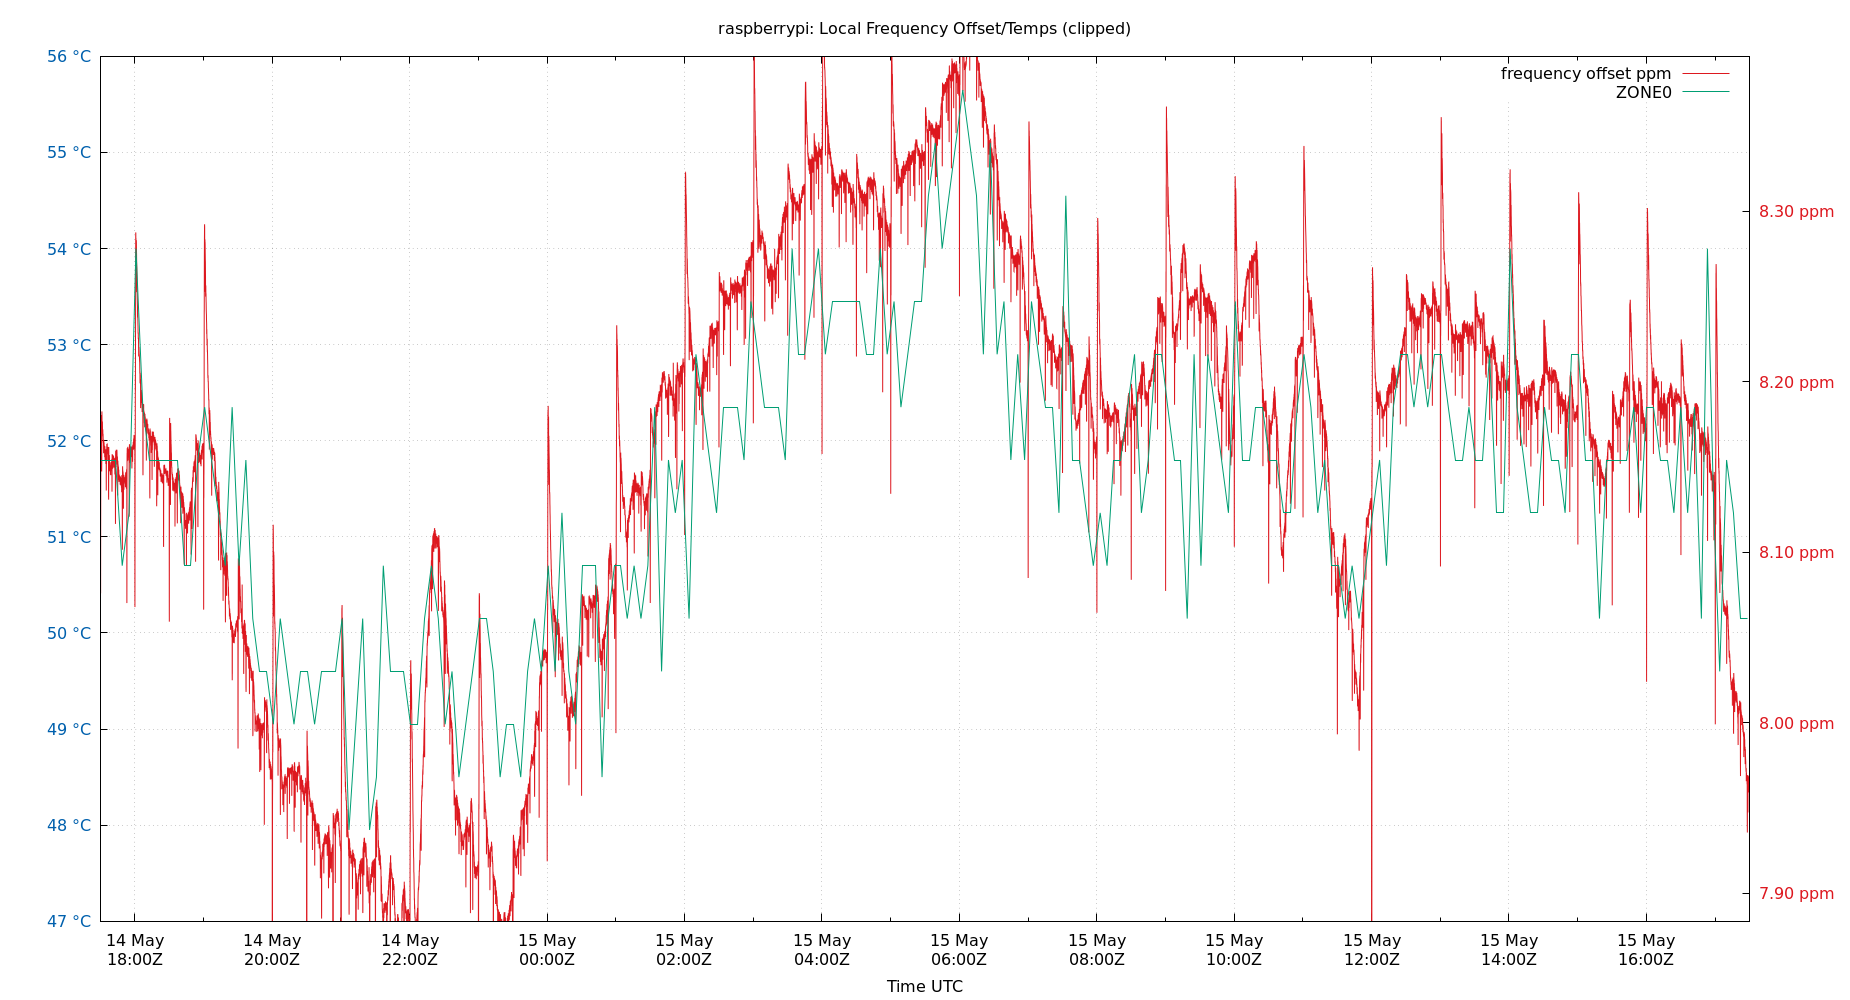 raspberrypi: Local Frequency Offset/Temps (clipped)
frequency offset ppm
ZONE0
56 °C
55 °C
54 °C
53 °C
52 °C
51 °C
50 °C
49 °C
48 °C
47 °C
8.30 ppm
8.20 ppm
8.10 ppm
8.00 ppm
7.90 ppm
14 May 14 May 14 May 15 May 15 May 15 May 15 May 15 May 15 May 15 May 15 May 15 May
18:00Z 20:00Z 22:00Z 00:00Z 02:00Z 04:00Z 06:00Z 08:00Z 10:00Z 12:00Z 14:00Z 16:00Z
Time UTC